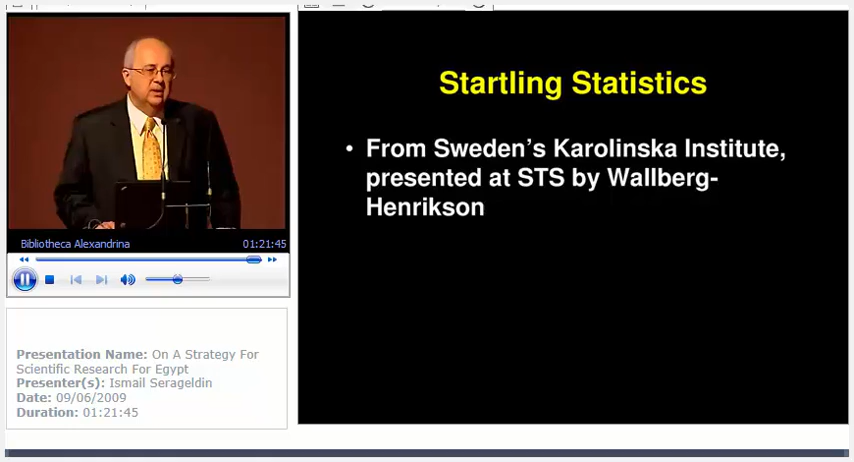 Startling Statistics
• From Sweden's Karolinska Institute,
presented at STS by Wallberg-
Henrikson
Bibliotheca Alexandrina 01:21:45
Presentation Name: On A Strategy For
Scientific Research For Egypt
Presenter(s): Ismail Serageldin
Date: 09/06/2009
Duration: 01:21:45